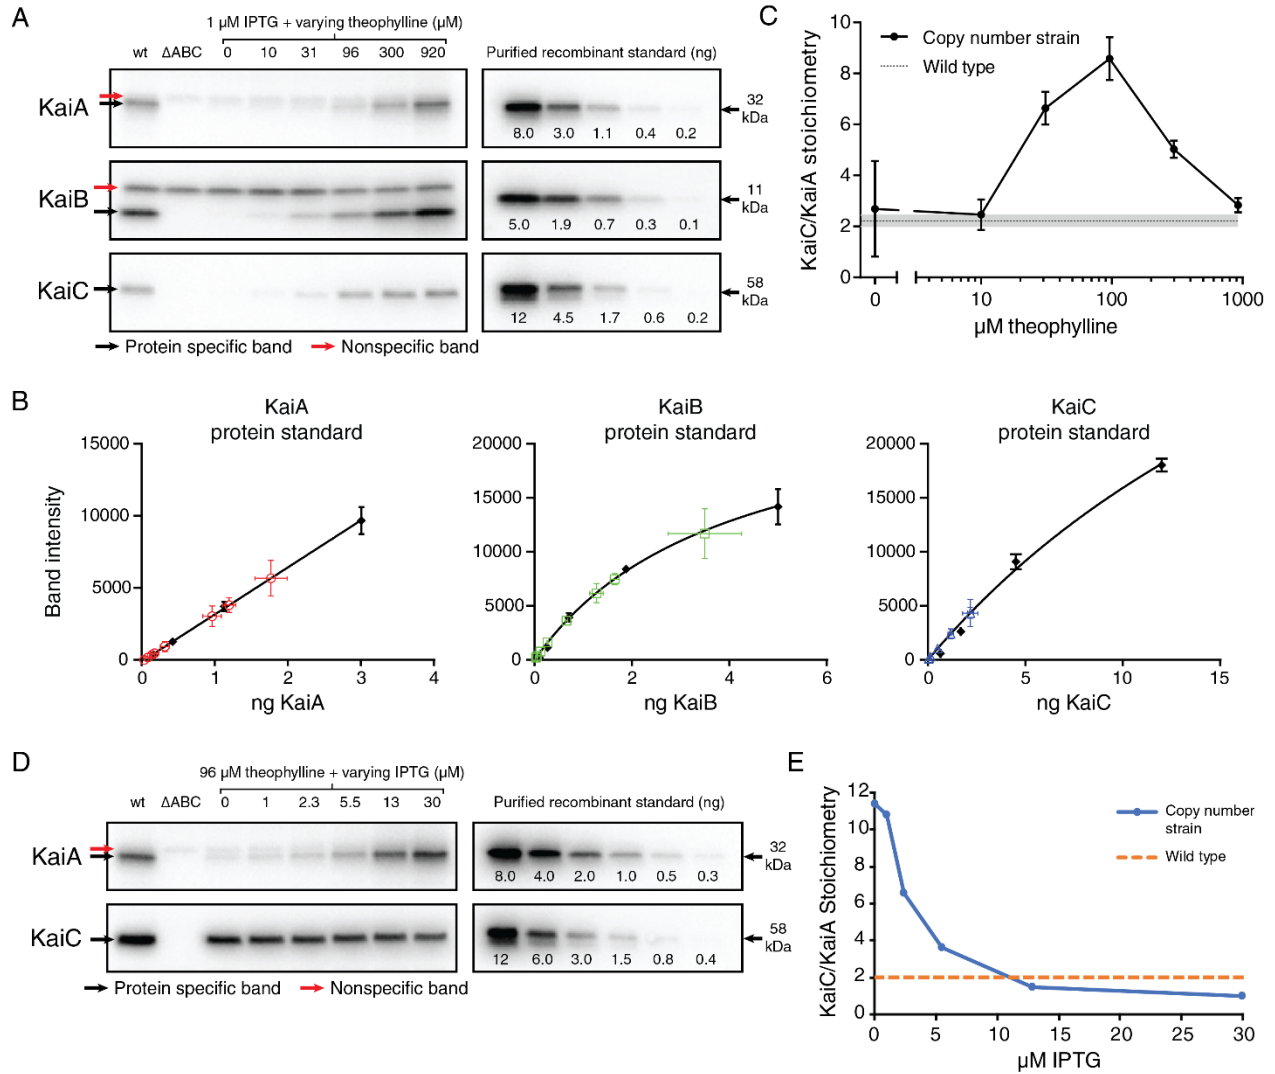 A
1 µM IPTG + varying theophylline (µM)
wt ΔABC 0 10 31 96 300 920
Purified recombinant standard (ng)
KaiA
32 kDa
8.0 3.0 1.1 0.4 0.2
KaiB
11 kDa
5.0 1.9 0.7 0.3 0.1
KaiC
58 kDa
12 4.5 1.7 0.6 0.2
Protein specific band Nonspecific band
C
KaiC/KaiA stoichiometry
10
8
6
4
2
0
Copy number strain
Wild type
0 10 100 1000
µM theophylline
B
KaiA
protein standard
Band intensity
15000
10000
5000
0
0 1 2 3 4
ng KaiA
KaiB
protein standard
20000
15000
10000
5000
0
0 2 4 6
ng KaiB
KaiC
protein standard
20000
15000
10000
5000
0
0 5 10 15
ng KaiC
D
96 µM theophylline + varying IPTG (µM)
wt ΔABC 0 1 2.3 5.5 13 30
Purified recombinant standard (ng)
KaiA
32 kDa
8.0 4.0 2.0 1.0 0.5 0.3
KaiC
58 kDa
12 6.0 3.0 1.5 0.8 0.4
Protein specific band Nonspecific band
E
KaiC/KaiA Stoichiometry
12
10
8
6
4
2
0
Copy number
strain
Wild type
0 5 10 15 20 25 30
µM IPTG